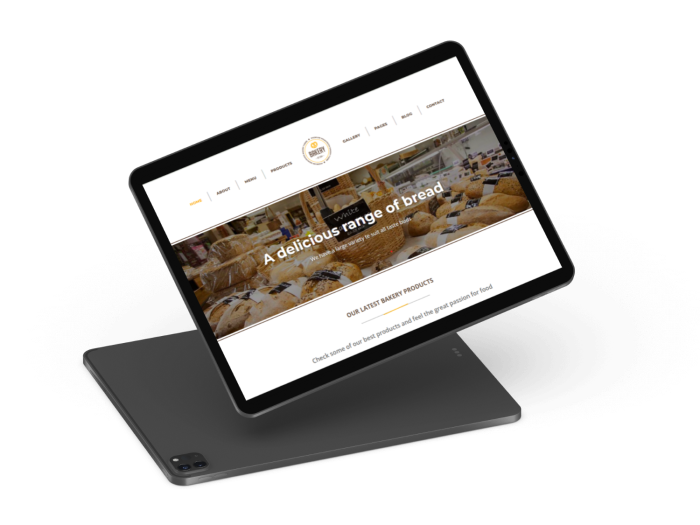 HOME
ABOUT
MENU
PRODUCTS
BAKERY
GALLERY
PAGES
BLOG
CONTACT
White
A delicious range of bread
We have a large variety to suit all taste buds
OUR LATEST BAKERY PRODUCTS
Check some of our best products and feel the great passion for food